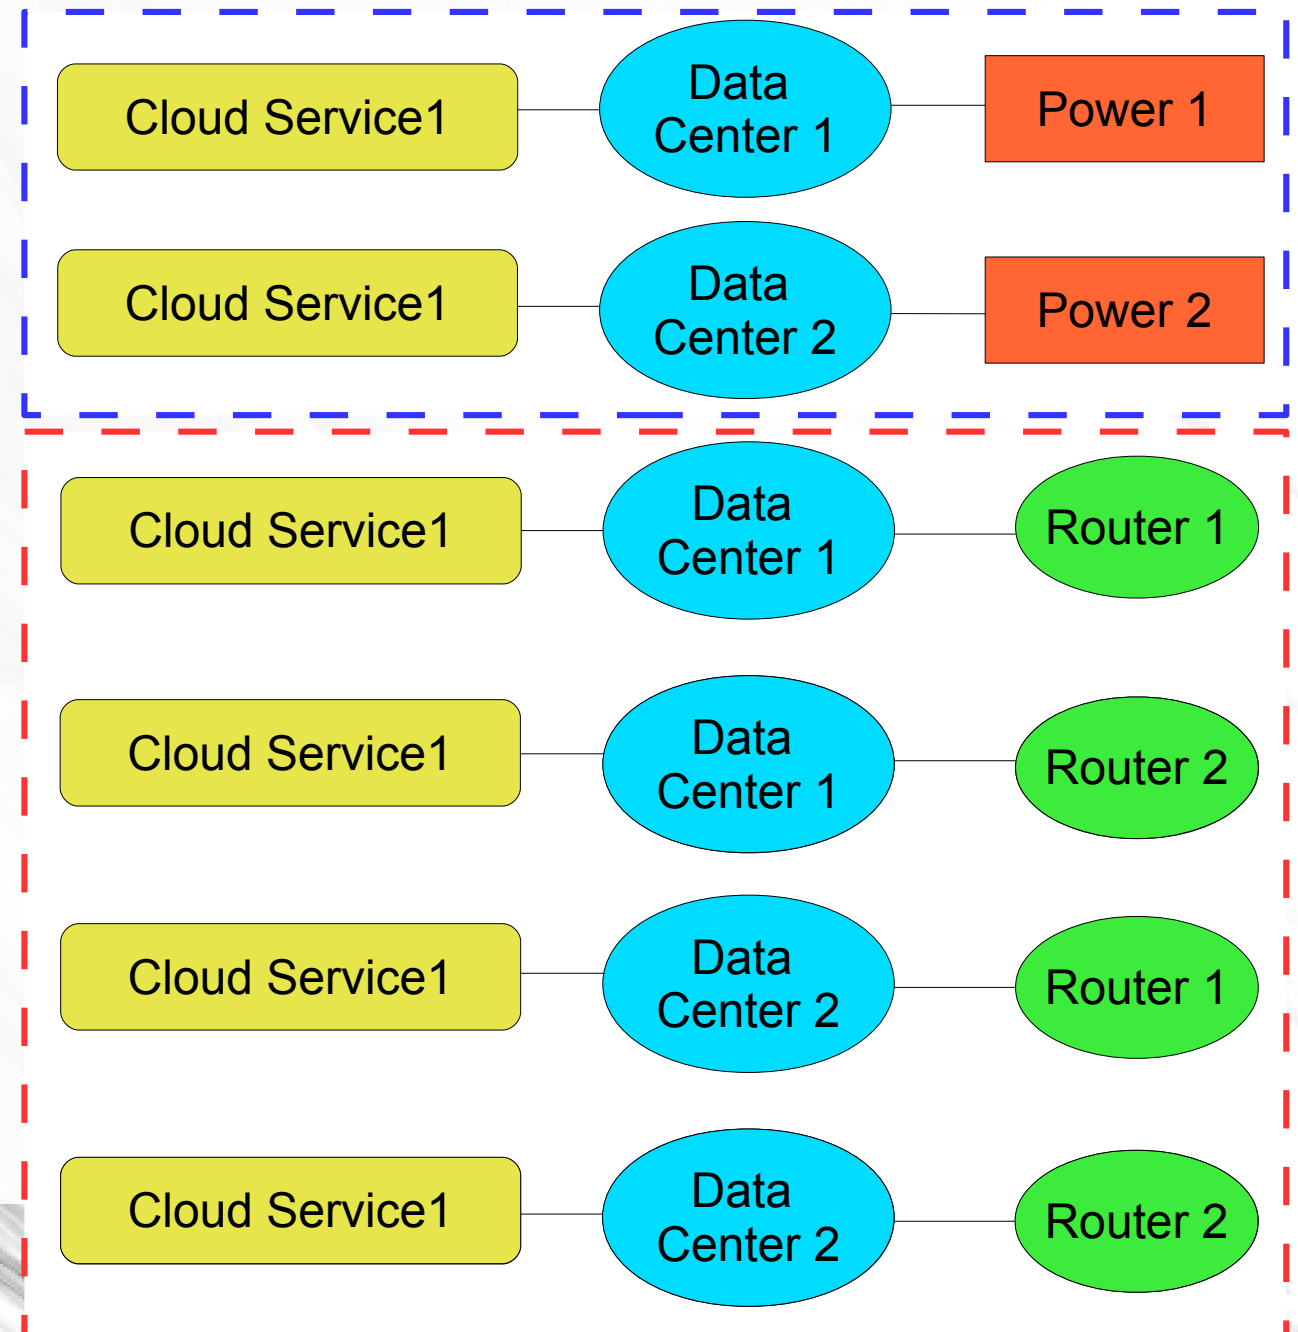 Cloud Service1
Data
Center 1
Power 1
Cloud Service1
Data
Center 2
Power 2
Cloud Service1
Data
Center 1
Router 1
Cloud Service1
Data
Center 1
Router 2
Cloud Service1
Data
Center 2
Router 1
Cloud Service1
Data
Center 2
Router 2